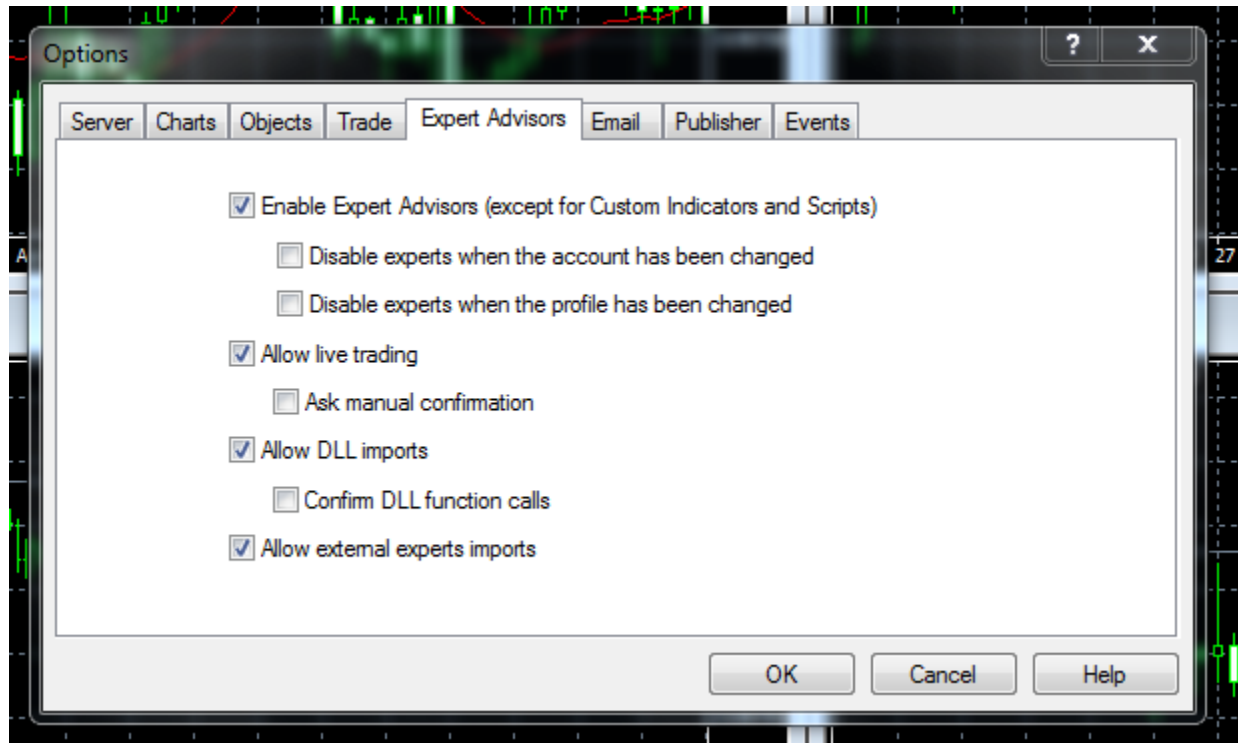 Options
?
x
Server Charts Objects Trade Expert Advisors Email Publisher Events
Enable Expert Advisors (except for Custom Indicators and Scripts)
Disable experts when the account has been changed
Disable experts when the profile has been changed
Allow live trading
Ask manual confirmation
Allow DLL imports
Confirm DLL function calls
Allow external experts imports
OK Cancel Help
A
27